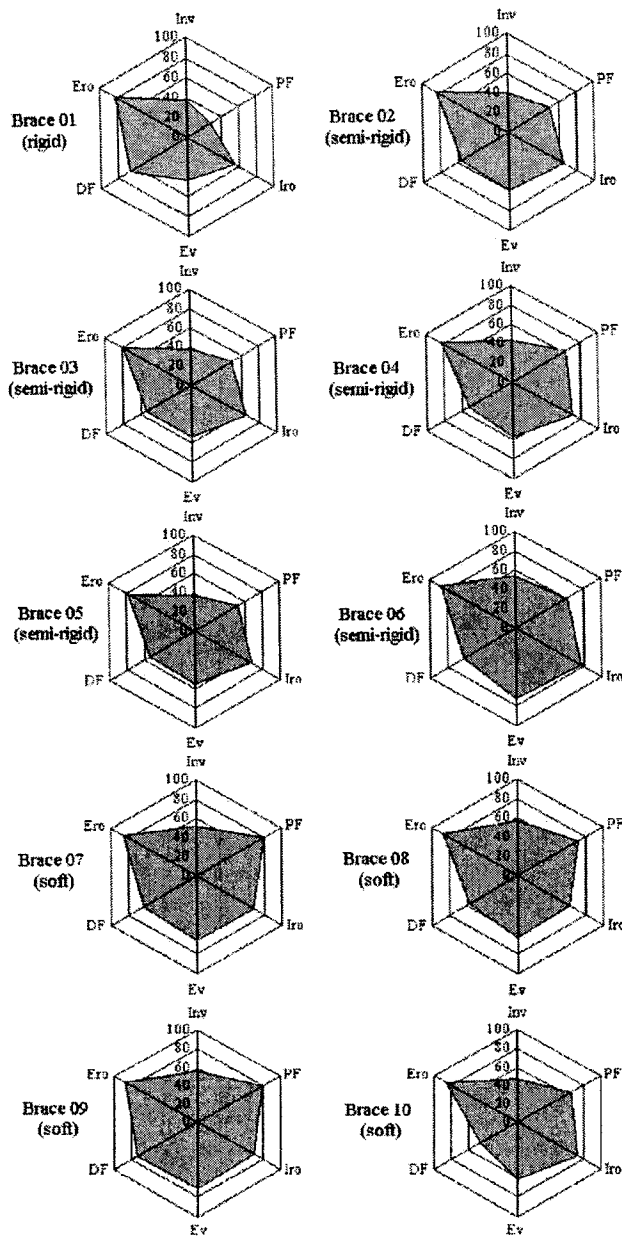 Inv
100
80
60
40
20
0
PF
Iro
Ev
DF
Ero
Brace 01
(rigid)
Inv
100
80
60
40
20
0
PF
Iro
Ev
DF
Ero
Brace 02
(semi-rigid)
Inv
100
80
60
40
20
0
PF
Iro
Ev
DF
Ero
Brace 03
(semi-rigid)
Inv
100
80
60
40
20
0
PF
Iro
Ev
DF
Ero
Brace 04
(semi-rigid)
Inv
100
80
60
40
20
0
PF
Iro
Ev
DF
Ero
Brace 05
(semi-rigid)
Inv
100
80
60
40
20
0
PF
Iro
Ev
DF
Ero
Brace 06
(semi-rigid)
Inv
100
80
60
40
20
0
PF
Iro
Ev
DF
Ero
Brace 07
(soft)
Inv
100
80
60
40
20
0
PF
Iro
Ev
DF
Ero
Brace 08
(soft)
Inv
100
80
60
40
20
0
PF
Iro
Ev
DF
Ero
Brace 09
(soft)
Inv
100
80
60
40
20
0
PF
Iro
Ev
DF
Ero
Brace 10
(soft)